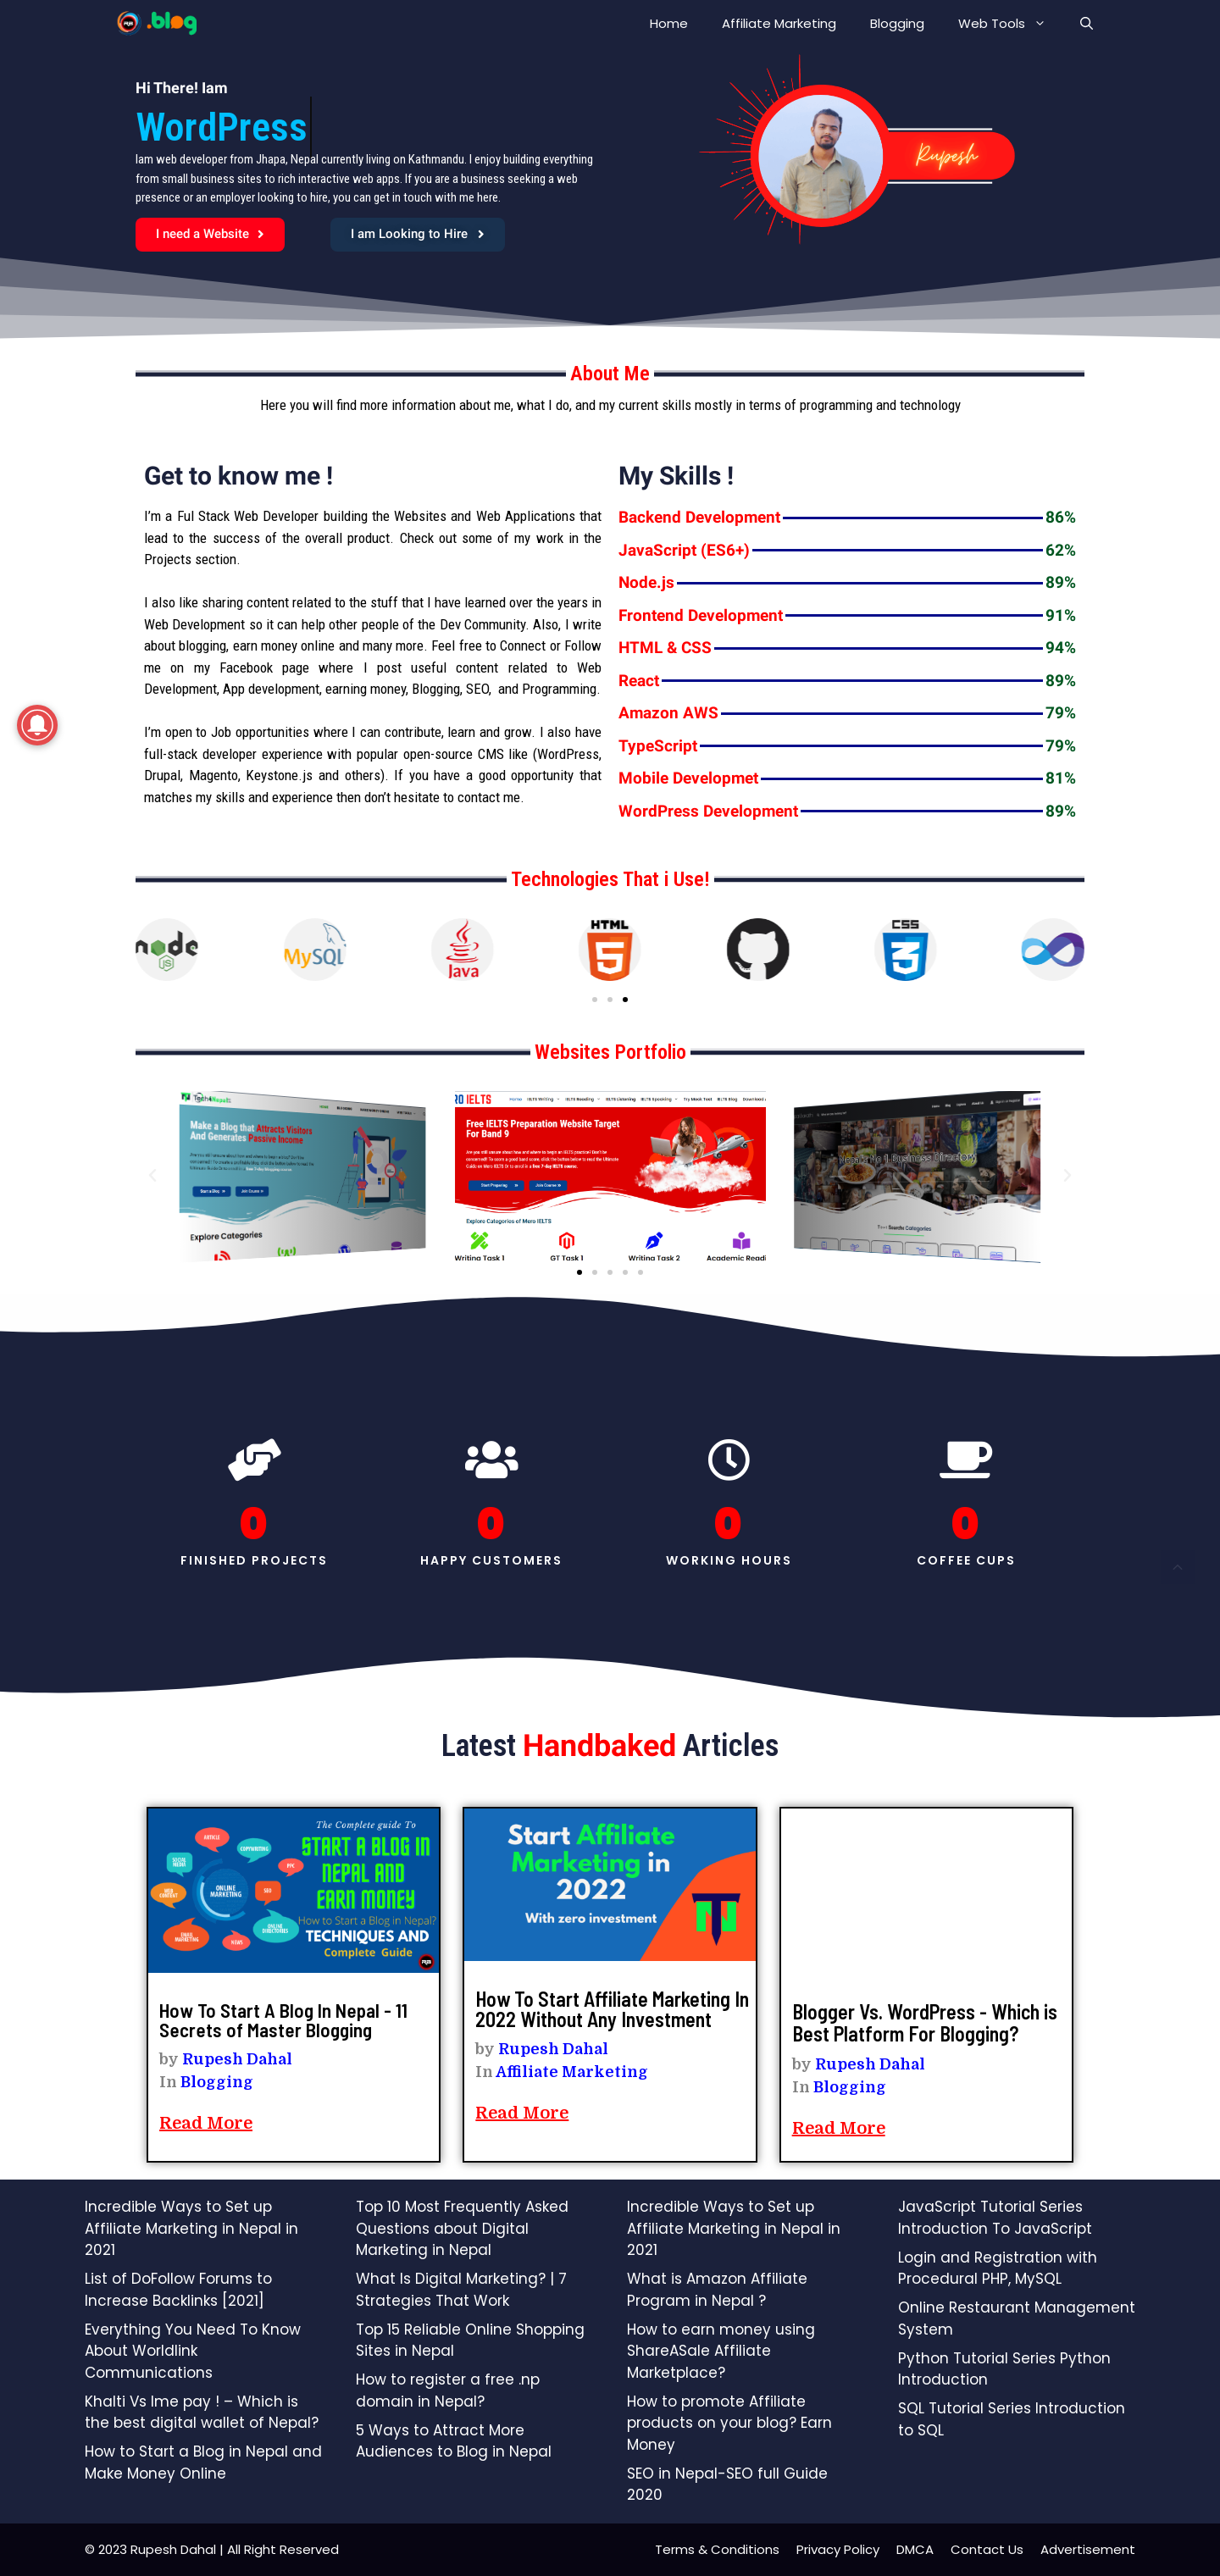 .blog
Home Affiliate Marketing Blogging Web Tools
Hi There! Iam
WordPress
Iam web developer from Jhapa, Nepal currently living on Kathmandu. I enjoy building everything
from small business sites to rich interactive web apps. If you are a business seeking a web
presence or an employer looking to hire, you can get in touch with me here.
I need a Website
I am Looking to Hire
Rupesh
About Me
Here you will find more information about me, what I do, and my current skills mostly in terms of programming and technology
Get to know me !
I’m a Ful Stack Web Developer building the Websites and Web Applications that
lead to the success of the overall product. Check out some of my work in the
Projects section.
I also like sharing content related to the stuff that I have learned over the years in
Web Development so it can help other people of the Dev Community. Also, I write
about blogging, earn money online and many more. Feel free to Connect or Follow
me on my Facebook page where I post useful content related to Web
Development, App development, earning money, Blogging, SEO, and Programming.
I’m open to Job opportunities where I can contribute, learn and grow. I also have
full-stack developer experience with popular open-source CMS like (WordPress,
Drupal, Magento, Keystone.js and others). If you have a good opportunity that
matches my skills and experience then don’t hesitate to contact me.
My Skills !
Backend Development 86%
JavaScript (ES6+) 62%
Node.js 89%
Frontend Development 91%
HTML & CSS 94%
React 89%
Amazon AWS 79%
TypeScript 79%
Mobile Developmet 81%
WordPress Development 89%
Technologies That i Use!
node
JS
MySQL
Java
HTML
5
CSS
3
Websites Portfolio
Make a Blog that Attracts Visitors
And Generates Passive Income
Explore Categories
RO IELTS
Free IELTS Preparation Website Target
For Band 9
Explore Categories of Mero IELTS
Writing Task 1 GT Task 1 Writing Task 2 Academic Readi
0
FINISHED PROJECTS
0
HAPPY CUSTOMERS
0
WORKING HOURS
0
COFFEE CUPS
Latest Handbaked Articles
The Complete guide To
START A BLOG IN
NEPAL AND
EARN MONEY
How to Start a Blog in Nepal?
TECHNIQUES AND
Complete Guide
ONLINE
MARKETING
ARTICLE
COPYWRITING
PPC
SEO
NEWS
How To Start A Blog In Nepal - 11
Secrets of Master Blogging
by Rupesh Dahal
In Blogging
Read More
Start Affiliate
Marketing in
2022
With zero investment
How To Start Affiliate Marketing In
2022 Without Any Investment
by Rupesh Dahal
In Affiliate Marketing
Read More
Blogger Vs. WordPress - Which is
Best Platform For Blogging?
by Rupesh Dahal
In Blogging
Read More
Incredible Ways to Set up
Affiliate Marketing in Nepal in
2021
List of DoFollow Forums to
Increase Backlinks [2021]
Everything You Need To Know
About Worldlink
Communications
Khalti Vs Ime pay ! – Which is
the best digital wallet of Nepal?
How to Start a Blog in Nepal and
Make Money Online
Top 10 Most Frequently Asked
Questions about Digital
Marketing in Nepal
What Is Digital Marketing? | 7
Strategies That Work
Top 15 Reliable Online Shopping
Sites in Nepal
How to register a free .np
domain in Nepal?
5 Ways to Attract More
Audiences to Blog in Nepal
Incredible Ways to Set up
Affiliate Marketing in Nepal in
2021
What is Amazon Affiliate
Program in Nepal ?
How to earn money using
ShareASale Affiliate
Marketplace?
How to promote Affiliate
products on your blog? Earn
Money
SEO in Nepal-SEO full Guide
2020
JavaScript Tutorial Series
Introduction To JavaScript
Login and Registration with
Procedural PHP, MySQL
Online Restaurant Management
System
Python Tutorial Series Python
Introduction
SQL Tutorial Series Introduction
to SQL
© 2023 Rupesh Dahal | All Right Reserved
Terms & Conditions Privacy Policy DMCA Contact Us Advertisement